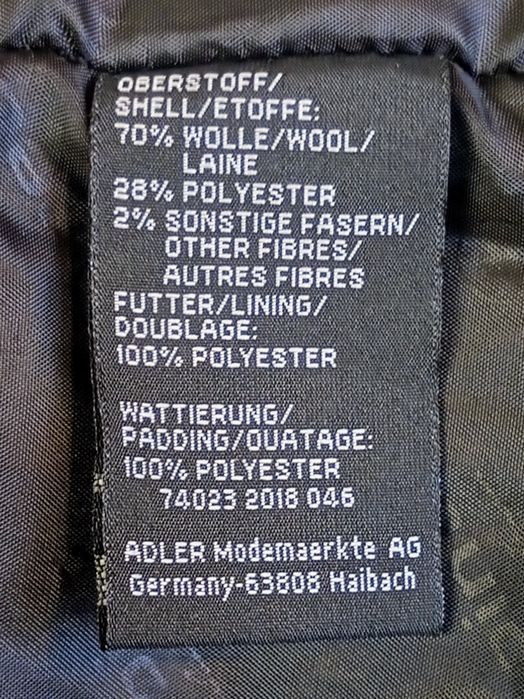 OBERSTOFF/
SHELL/ETOFFE:
70% WOLLE/WOOL/
LAINE
28% POLYESTER
2% SONSTIGE FASERN/
OTHER FIBRES/
AUTRES FIBRES
FUTTER/LINING/
DOUBLAGE:
100% POLYESTER
WATTIERUNG/
PADDING/OUATAGE:
100% POLYESTER
74023 2018 046
ADLER Modemaerkte AG
Germany-63808 Haibach